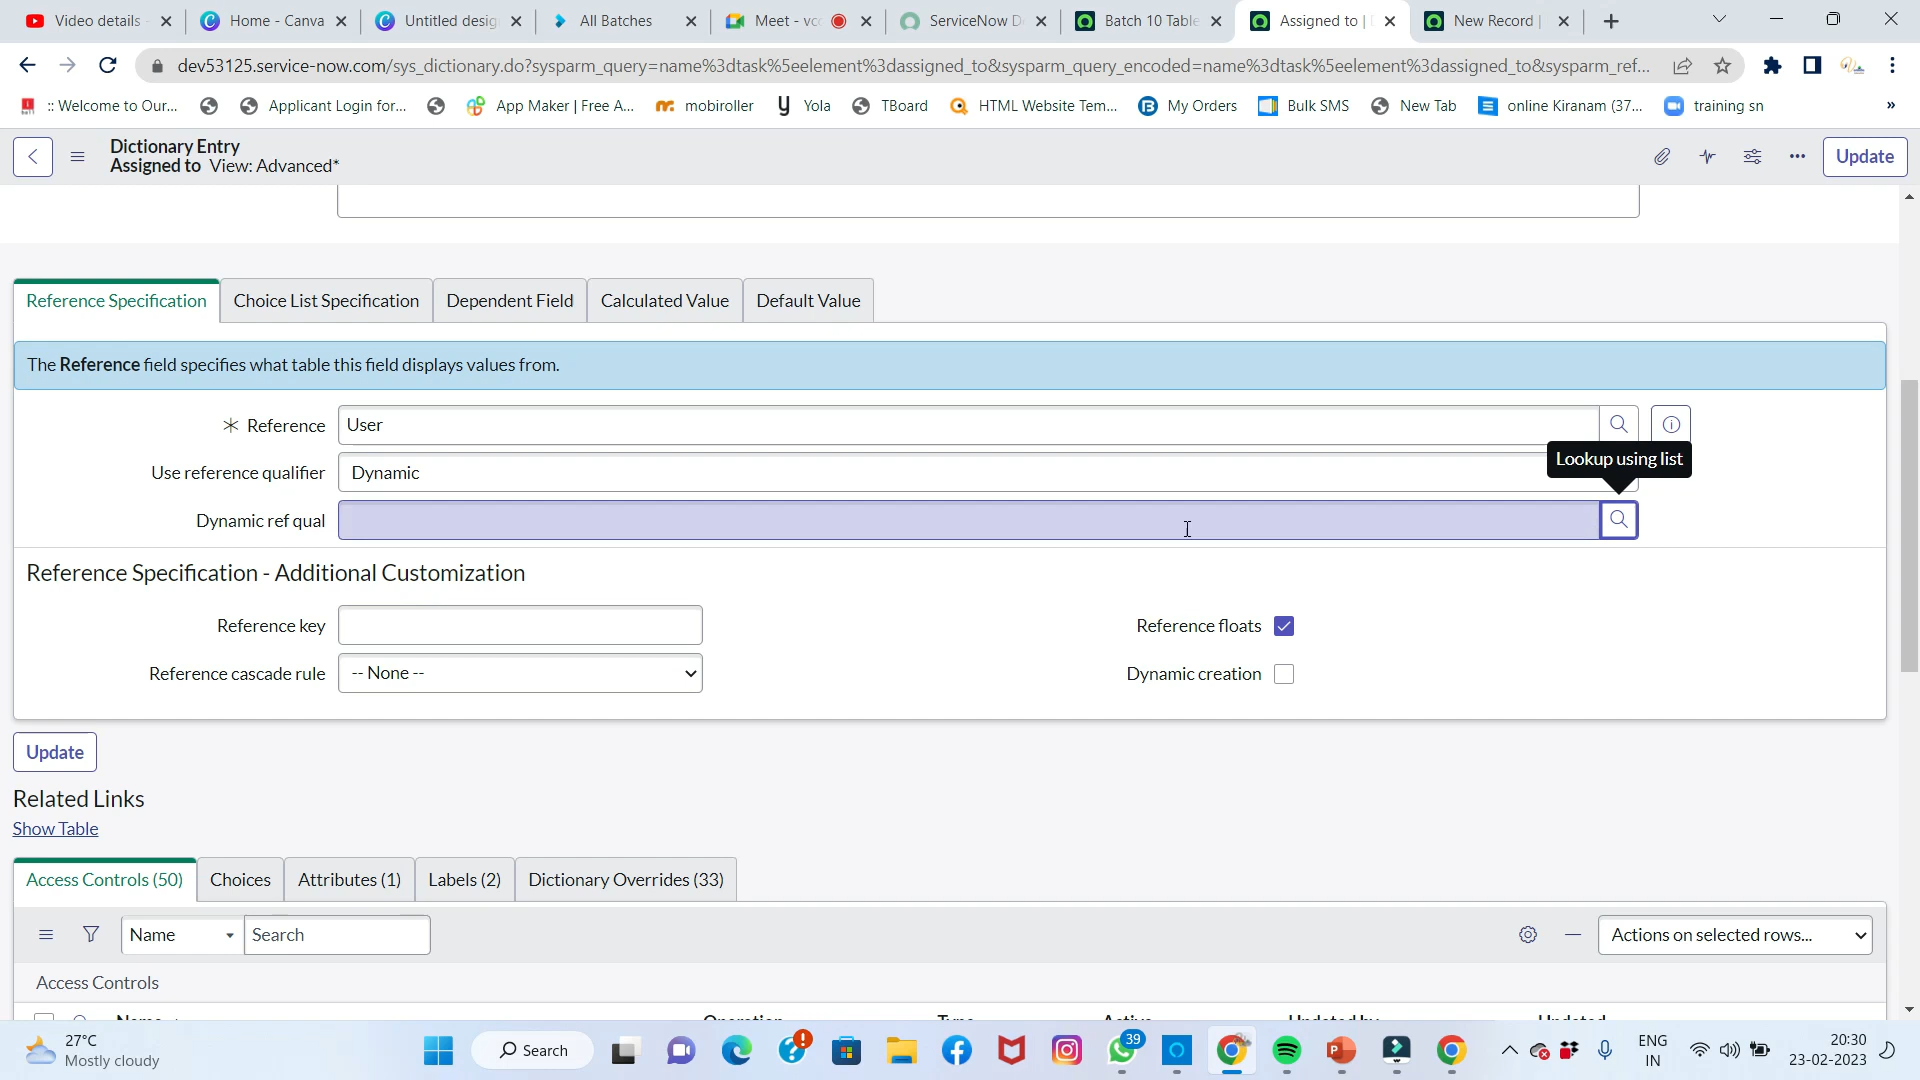 Video details
Home - Canva
Untitled desig
All Batches
Meet - vc
ServiceNow D
Batch 10 Table
Assigned to |
New Record |
dev53125.service-now.com/sys_dictionary.do?sysparm_query=name%3dtask%5eelement%3dassigned_to&sysparm_query_encoded=name%3dtask%5eelement%3dassigned_to&sysparm_ref...
:: Welcome to Our...
Applicant Login for...
App Maker | Free A...
mobiroller
Yola
TBoard
HTML Website Tem...
My Orders
Bulk SMS
New Tab
online Kiranam (37...
training sn
»
Dictionary Entry
Assigned to View: Advanced*
Update
Reference Specification
Choice List Specification
Dependent Field
Calculated Value
Default Value
The Reference field specifies what table this field displays values from.
Reference User
Use reference qualifier Dynamic
Lookup using list
Dynamic ref qual
Reference Specification - Additional Customization
Reference key
Reference floats
Reference cascade rule -- None --
Dynamic creation
Update
Related Links
Show Table
Access Controls (50)
Choices
Attributes (1)
Labels (2)
Dictionary Overrides (33)
Name
Search
Actions on selected rows...
Access Controls
27°C
Mostly cloudy
Search
39
ENG
IN
20:30
23-02-2023